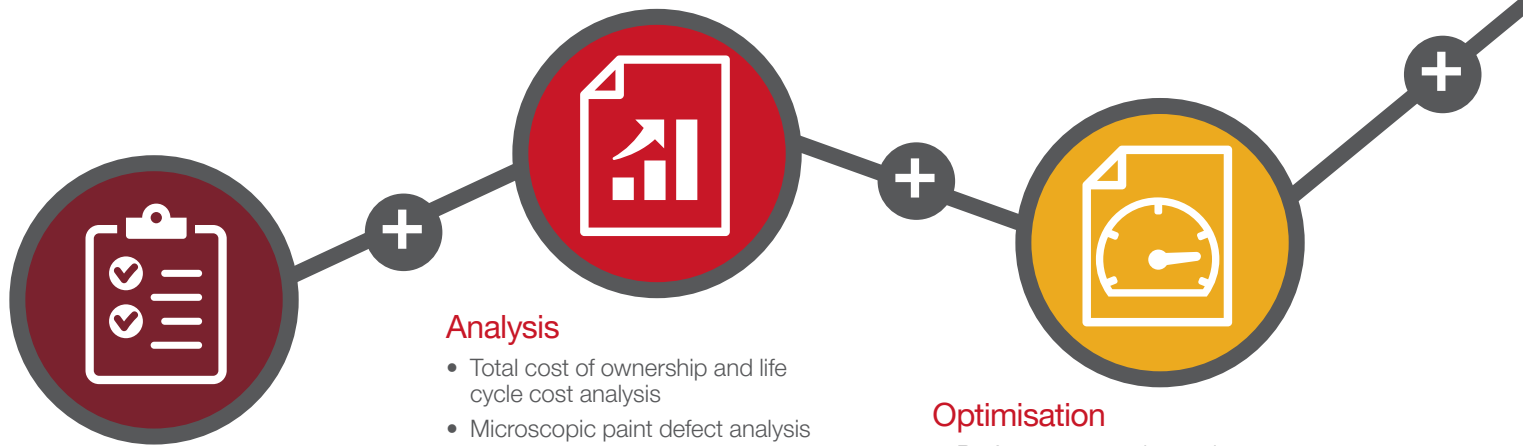 Analysis
• Total cost of ownership and life
cycle cost analysis
• Microscopic paint defect analysis
Optimisation